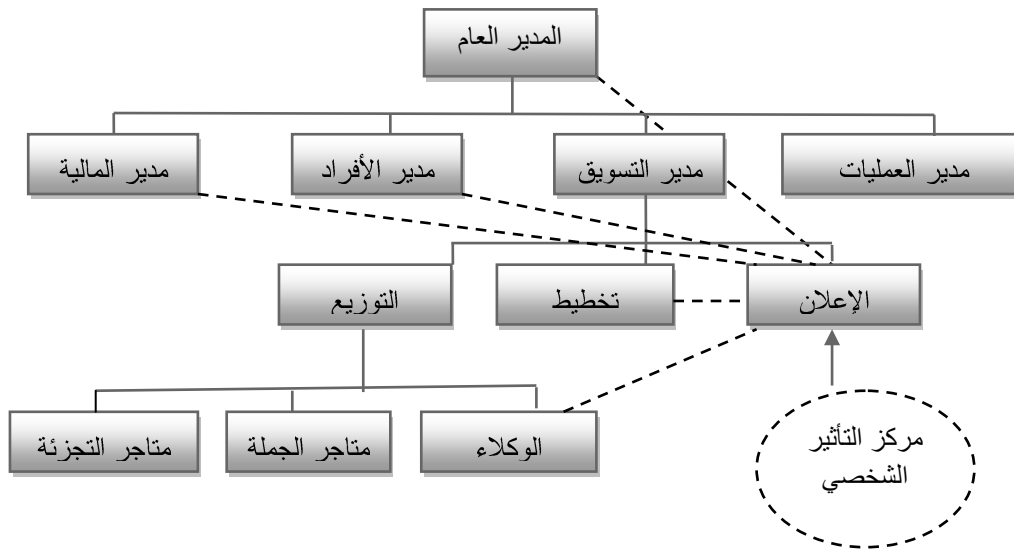 المدير العام
مدير العمليات
مدير التسويق
مدير الأفراد
مدير المالية
الإعلان
تخطيط
التوزيع
الوكلاء
متاجر الجملة
متاجر التجزئة
مركز التأثير
الشخصي